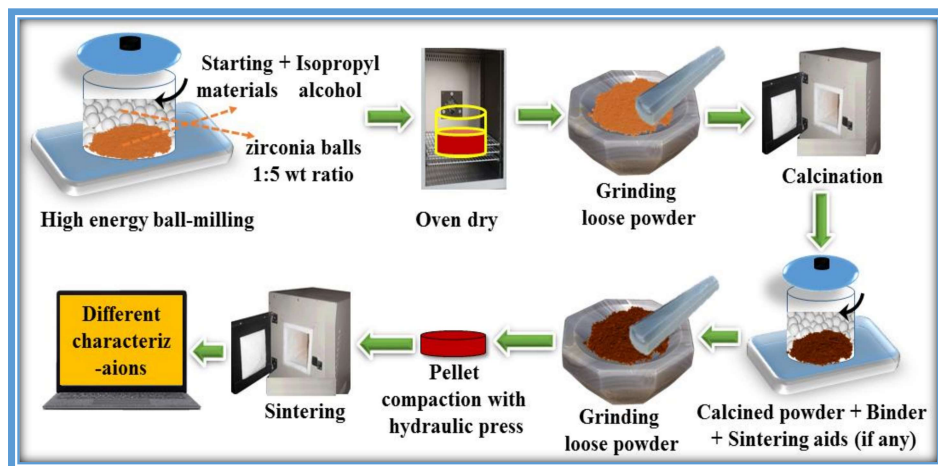 Starting + Isopropyl
materials alcohol
zirconia balls
1:5 wt ratio
High energy ball-milling
Oven dry
Grinding
loose powder
Calcination
Calcined powder + Binder
+ Sintering aids (if any)
Grinding
loose powder
Pellet
compaction with
hydraulic press
Sintering
Different
characteriz
-aions